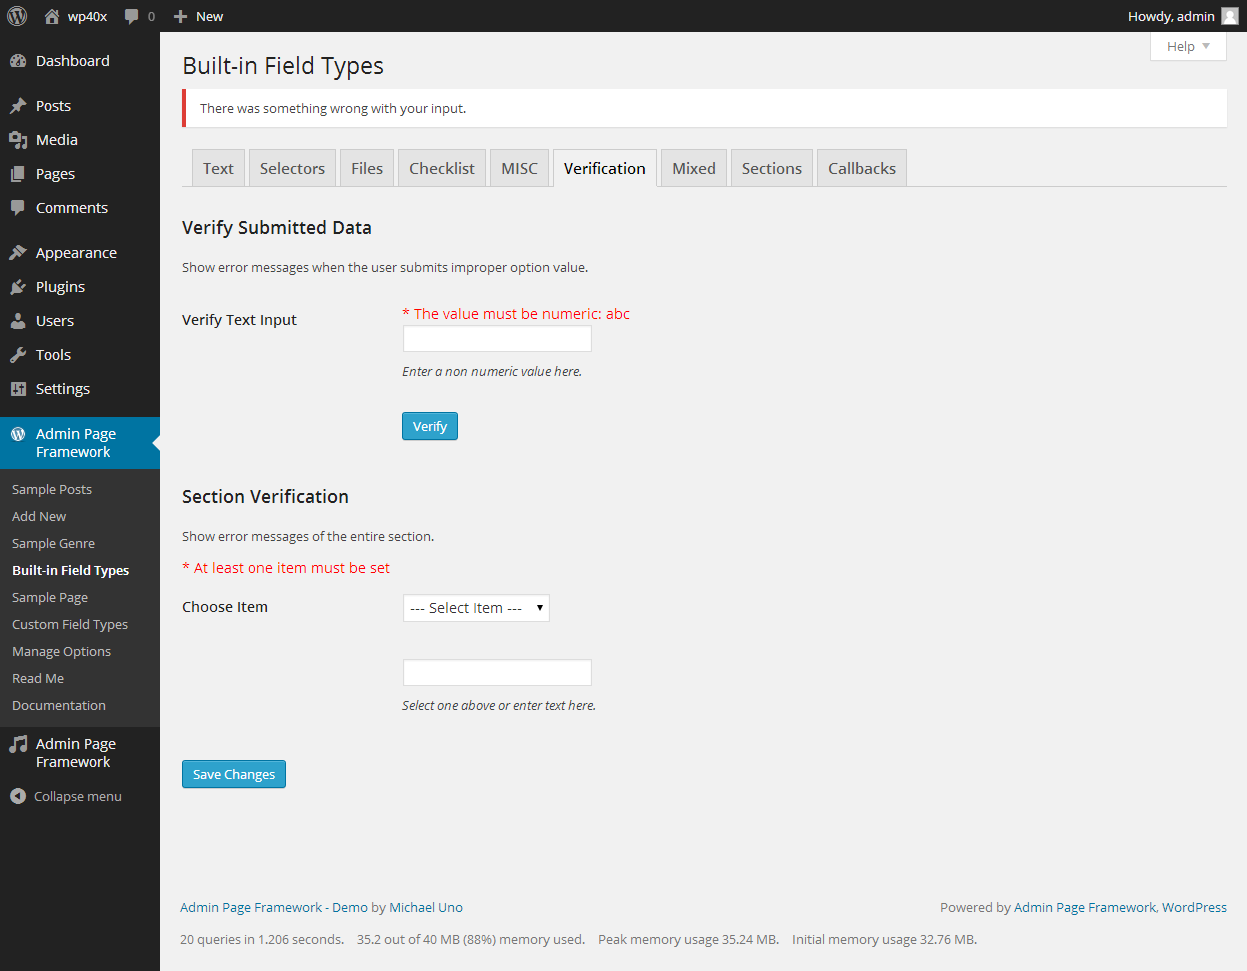 wp40x 0 New Howdy, admin
Dashboard
Posts
Media
Pages
Comments
Appearance
Plugins
Users
Tools
Settings
Admin Page
Framework
Sample Posts
Add New
Sample Genre
Built-in Field Types
Sample Page
Custom Field Types
Manage Options
Read Me
Documentation
Admin Page
Framework
Collapse menu
Help
Built-in Field Types
There was something wrong with your input.
Text Selectors Files Checklist MISC Verification Mixed Sections Callbacks
Verify Submitted Data
Show error messages when the user submits improper option value.
Verify Text Input
* The value must be numeric: abc
Enter a non numeric value here.
Verify
Section Verification
Show error messages of the entire section.
* At least one item must be set
Choose Item
--- Select Item ---
Select one above or enter text here.
Save Changes
Admin Page Framework - Demo by Michael Uno
Powered by Admin Page Framework, WordPress
20 queries in 1.206 seconds. 35.2 out of 40 MB (88%) memory used. Peak memory usage 35.24 MB. Initial memory usage 32.76 MB.